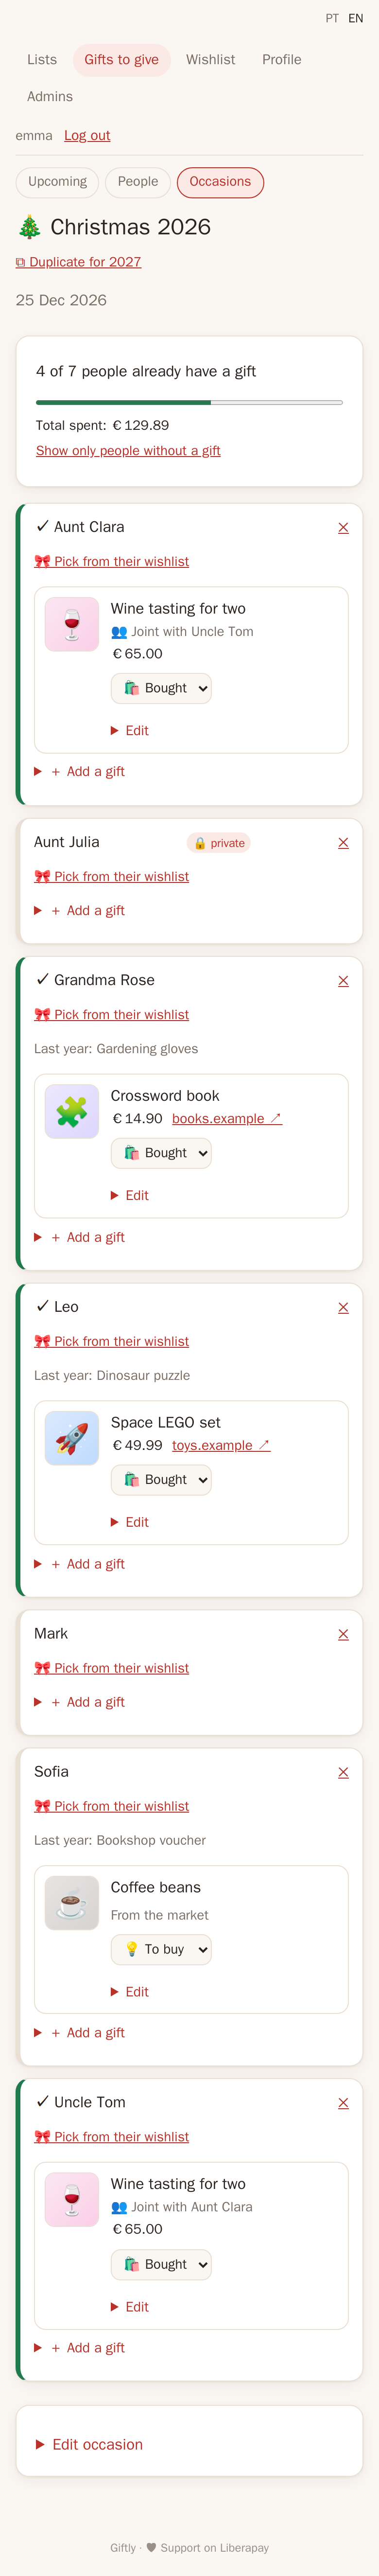 PT EN
Lists Gifts to give Wishlist Profile
Admins
emma Log out
Upcoming People Occasions
🎄 Christmas 2026
⧉ Duplicate for 2027
25 Dec 2026
4 of 7 people already have a gift
Total spent: € 129.89
Show only people without a gift
✓ Aunt Clara ×
🎀 Pick from their wishlist
Wine tasting for two
👥 Joint with Uncle Tom
€ 65.00
🛍️ Bought
▶ Edit
▶ + Add a gift
Aunt Julia 🔒 private ×
🎀 Pick from their wishlist
▶ + Add a gift
✓ Grandma Rose ×
🎀 Pick from their wishlist
Last year: Gardening gloves
Crossword book
€ 14.90 books.example ↗
🛍️ Bought
▶ Edit
▶ + Add a gift
✓ Leo ×
🎀 Pick from their wishlist
Last year: Dinosaur puzzle
Space LEGO set
€ 49.99 toys.example ↗
🛍️ Bought
▶ Edit
▶ + Add a gift
Mark ×
🎀 Pick from their wishlist
▶ + Add a gift
Sofia ×
🎀 Pick from their wishlist
Last year: Bookshop voucher
Coffee beans
From the market
💡 To buy
▶ Edit
▶ + Add a gift
✓ Uncle Tom ×
🎀 Pick from their wishlist
Wine tasting for two
👥 Joint with Aunt Clara
€ 65.00
🛍️ Bought
▶ Edit
▶ + Add a gift
▶ Edit occasion
Giftly · ♥ Support on Liberapay